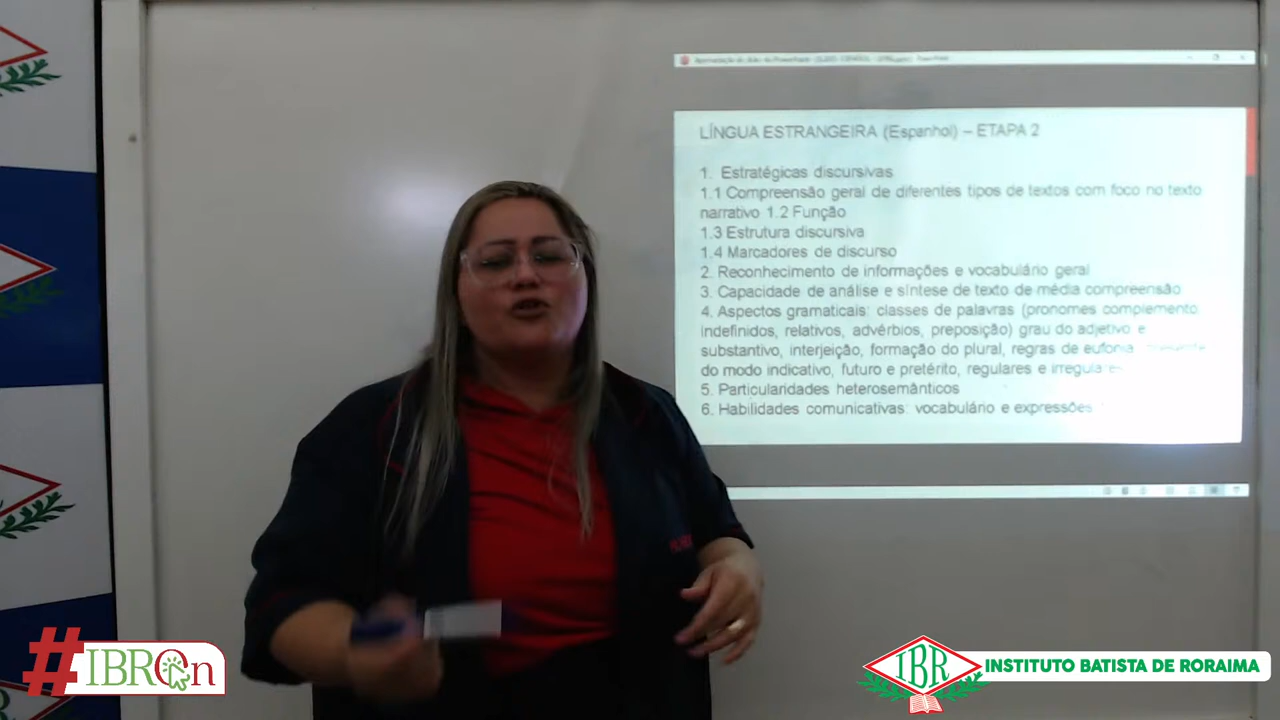 LÍNGUA ESTRANGEIRA (Espanhol) – ETAPA 2
1. Estratégicas discursivas
1.1 Compreensão geral de diferentes tipos de textos com foco no texto
narrativo 1.2 Função
1.3 Estrutura discursiva
1.4 Marcadores de discurso
2. Reconhecimento de informações e vocabulário geral
3. Capacidade de análise e síntese de texto de média compreensão
4. Aspectos gramaticais: classes de palavras (pronomes complemento
indefinidos, relativos, advérbios, preposição) grau do adjetivo e
substantivo, interjeição, formação do plural, regras de eufonia
do modo indicativo, futuro e pretérito, regulares e irregulares
5. Particularidades heterosemânticos
6. Habilidades comunicativas: vocabulário e expressões
#IBROn
IBR INSTITUTO BATISTA DE RORAIMA